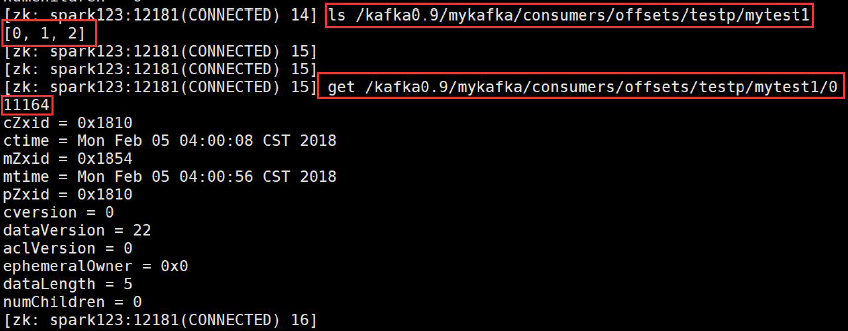 [zk: spark123:12181(CONNECTED) 14] ls /kafka0.9/mykafka/consumers/offsets/testp/mytest1
[0, 1, 2]
[zk: spark123:12181(CONNECTED) 15]
[zk: spark123:12181(CONNECTED) 15]
[zk: spark123:12181(CONNECTED) 15] get /kafka0.9/mykafka/consumers/offsets/testp/mytest1/0
11164
cZxid = 0x1810
ctime = Mon Feb 05 04:00:08 CST 2018
mZxid = 0x1854
mtime = Mon Feb 05 04:00:56 CST 2018
pZxid = 0x1810
cversion = 0
dataVersion = 22
aclVersion = 0
ephemeralOwner = 0x0
dataLength = 5
numChildren = 0
[zk: spark123:12181(CONNECTED) 16]